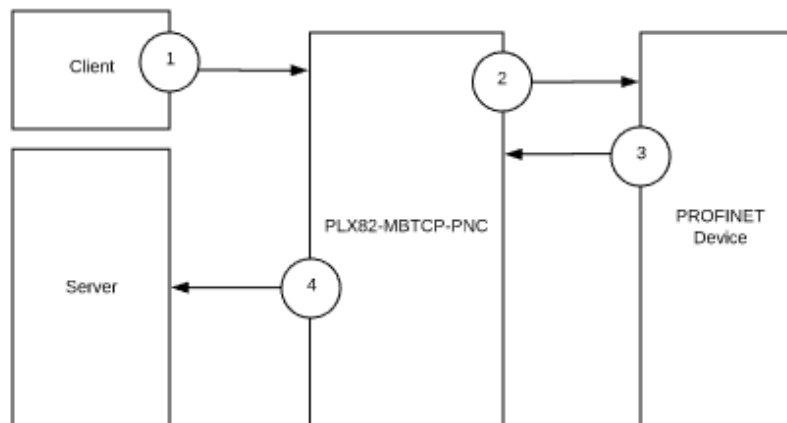 Client
1
2
3
PLX82-MBTCP-PNC
PROFINET
Device
Server
4